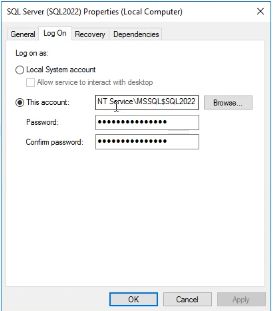 SQL Server (SQL2022) Properties (Local Computer)
General Log On Recovery Dependencies
Log on as:
Local System account
Allow service to interact with desktop
This account: NT Service\MSSQL$SQL2022 Browse...
Password: ●●●●●●●●●●●●●●●
Confirm password: ●●●●●●●●●●●●●●●
OK Cancel Apply